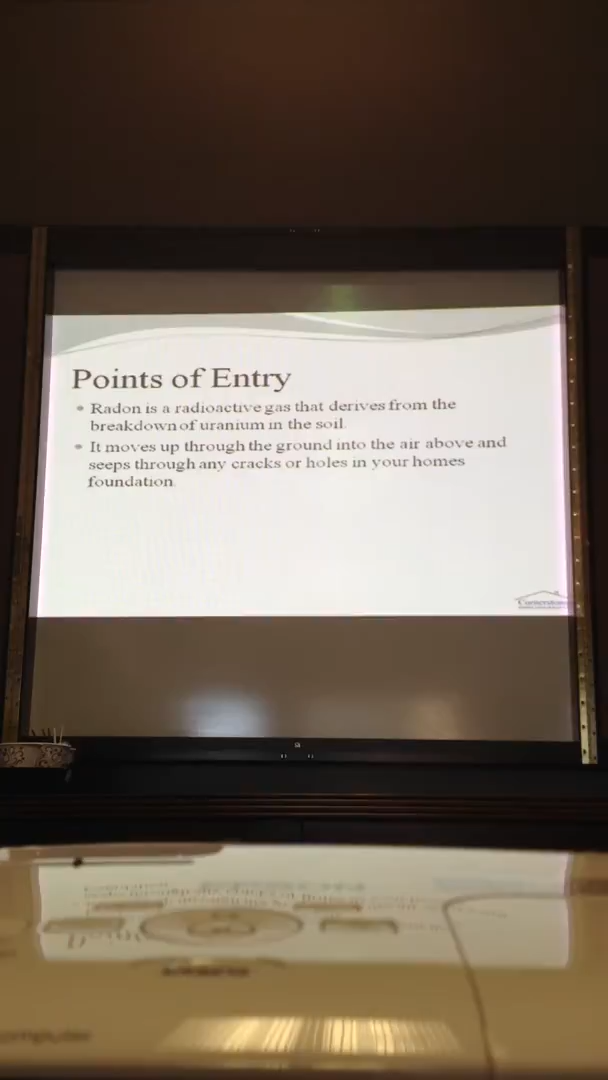 Points of Entry
Radon is a radioactive gas that derives from the
breakdown of uranium in the soil.
It moves up through the ground into the air above and
seeps through any cracks or holes in your homes
foundation.
Cornerstone
computer